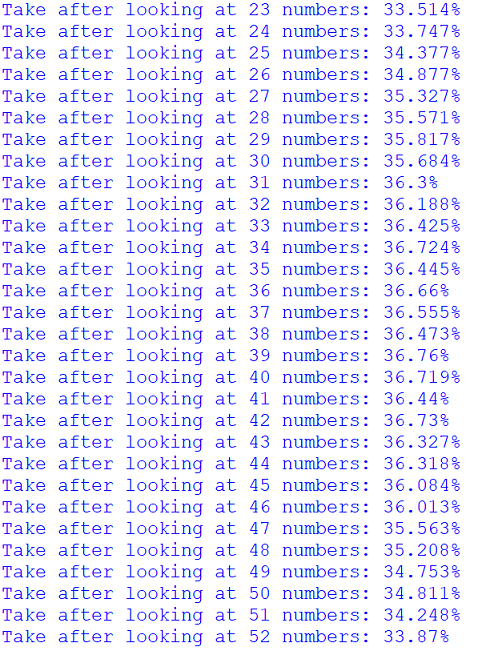 Take after looking at 23 numbers: 33.514%
Take after looking at 24 numbers: 33.747%
Take after looking at 25 numbers: 34.377%
Take after looking at 26 numbers: 34.877%
Take after looking at 27 numbers: 35.327%
Take after looking at 28 numbers: 35.571%
Take after looking at 29 numbers: 35.817%
Take after looking at 30 numbers: 35.684%
Take after looking at 31 numbers: 36.3%
Take after looking at 32 numbers: 36.188%
Take after looking at 33 numbers: 36.425%
Take after looking at 34 numbers: 36.724%
Take after looking at 35 numbers: 36.445%
Take after looking at 36 numbers: 36.66%
Take after looking at 37 numbers: 36.555%
Take after looking at 38 numbers: 36.473%
Take after looking at 39 numbers: 36.76%
Take after looking at 40 numbers: 36.719%
Take after looking at 41 numbers: 36.44%
Take after looking at 42 numbers: 36.73%
Take after looking at 43 numbers: 36.327%
Take after looking at 44 numbers: 36.318%
Take after looking at 45 numbers: 36.084%
Take after looking at 46 numbers: 36.013%
Take after looking at 47 numbers: 35.563%
Take after looking at 48 numbers: 35.208%
Take after looking at 49 numbers: 34.753%
Take after looking at 50 numbers: 34.811%
Take after looking at 51 numbers: 34.248%
Take after looking at 52 numbers: 33.87%